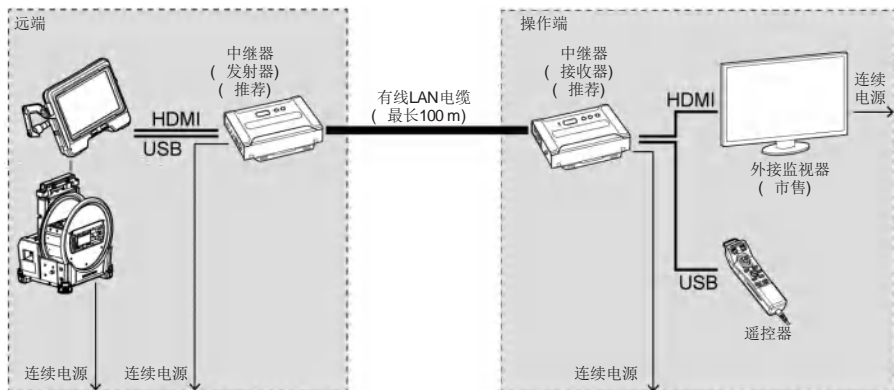 远端
中继器
( 发射器)
( 推荐)
HDMI
USB
连续电源
连续电源
有线LAN电缆
( 最长100 m)
操作端
中继器
( 接收器)
( 推荐)
HDMI
连续
电源
外接监视器
( 市售)
USB
遥控器
连续电源